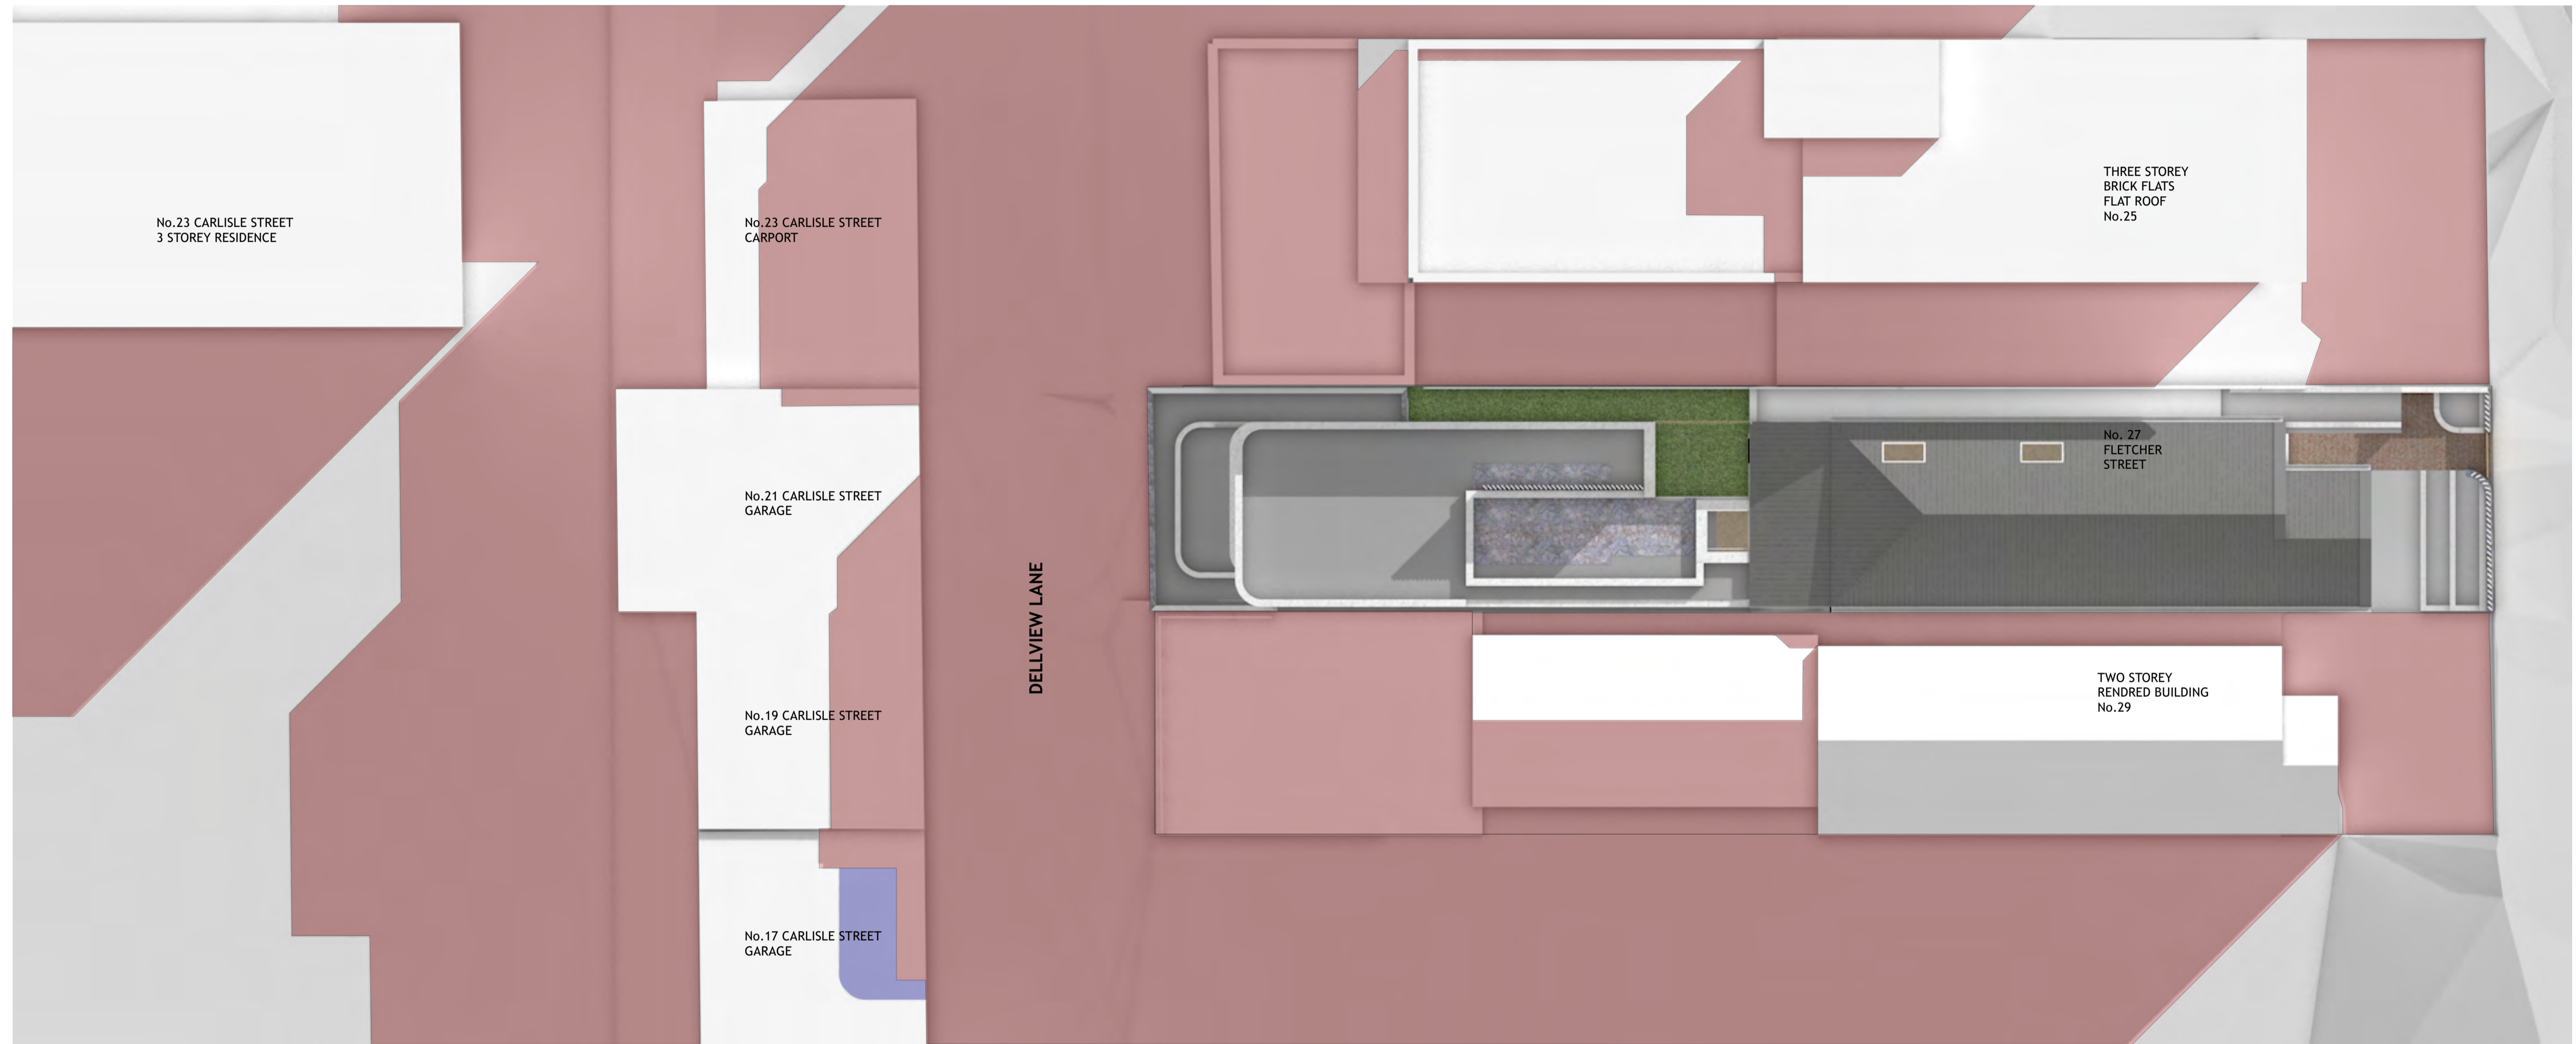 No.23 CARLISLE STREET
3 STOREY RESIDENCE
No.23 CARLISLE STREET
CARPORT
THREE STOREY
BRICK FLATS
FLAT ROOF
No.25
No. 27
FLETCHER
STREET
No.21 CARLISLE STREET
GARAGE
DELLVIEW LANE
No.19 CARLISLE STREET
GARAGE
TWO STOREY
RENDRED BUILDING
No.29
No.17 CARLISLE STREET
GARAGE